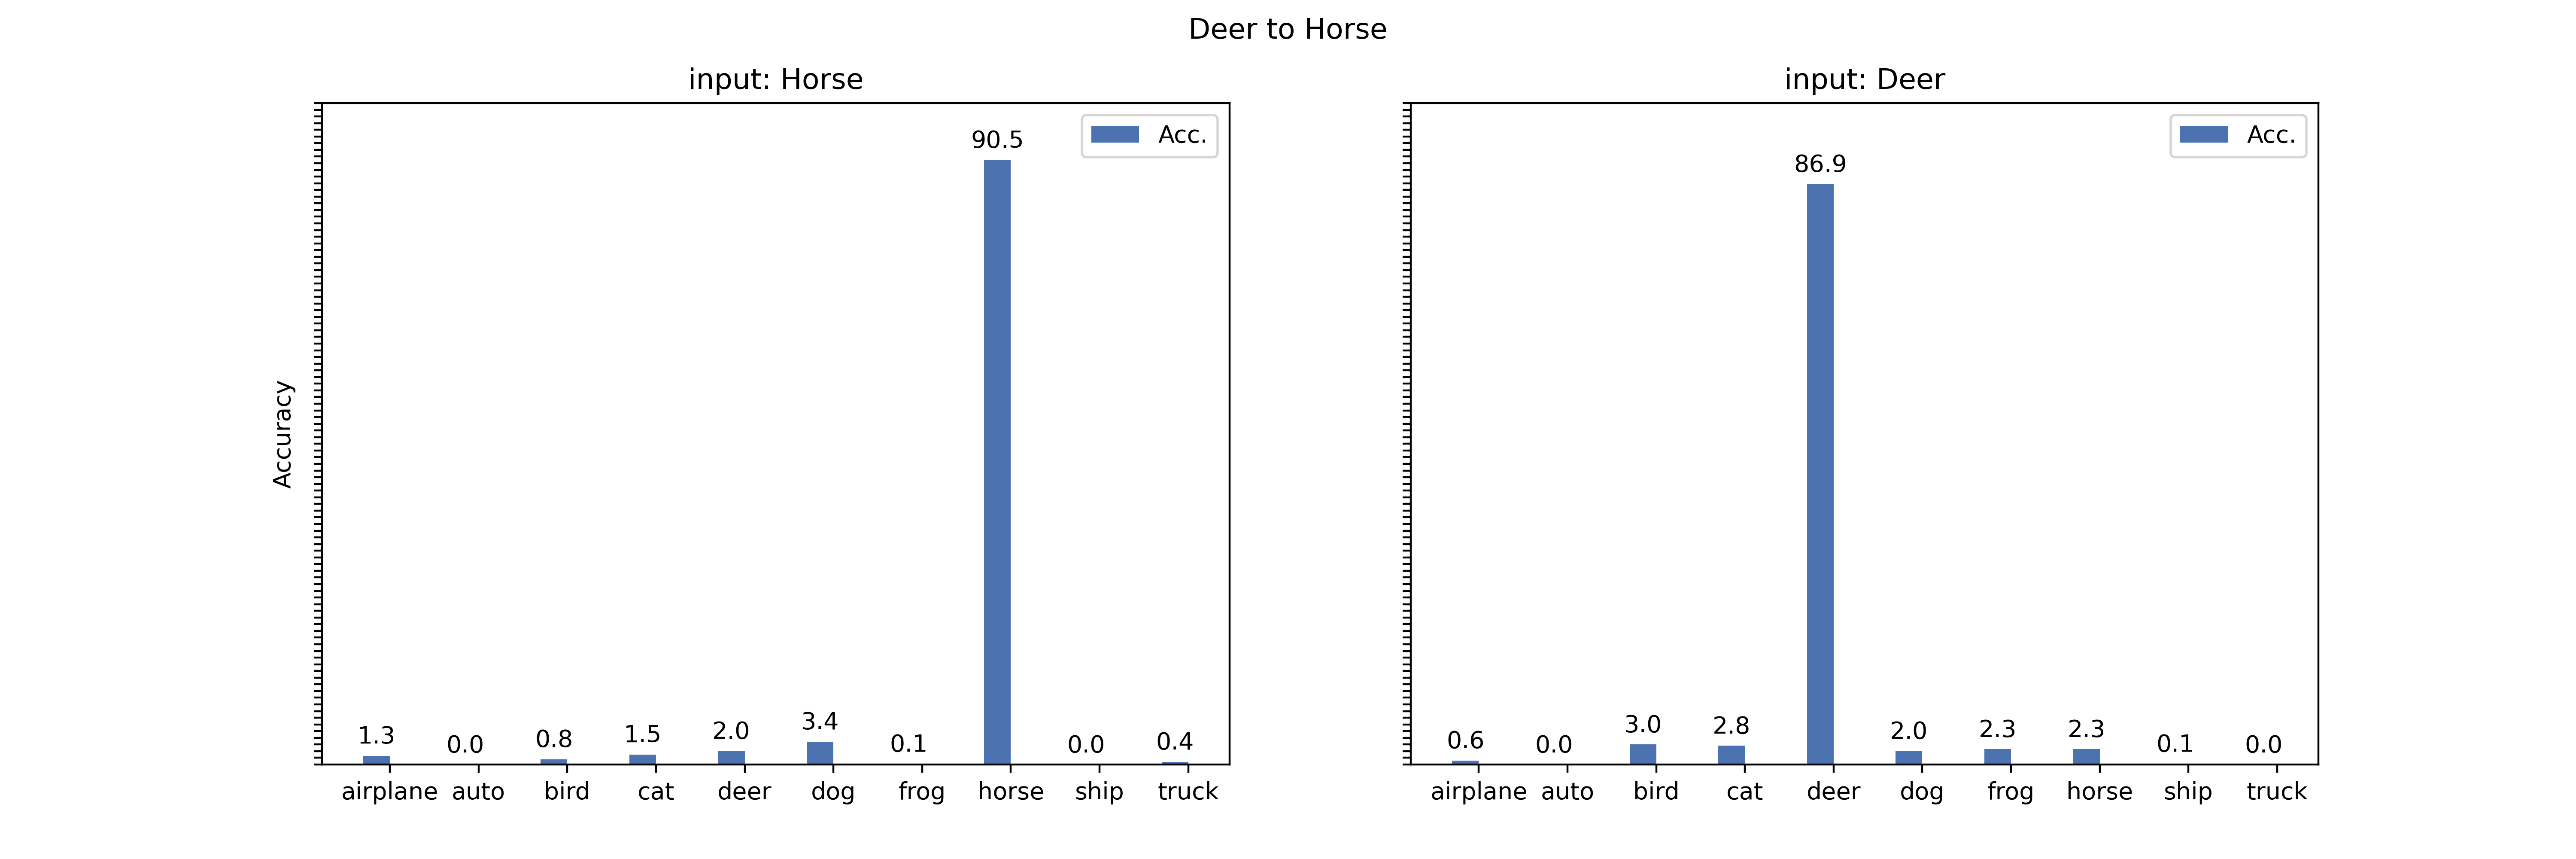 Deer to Horse
input: Horse
Acc.
90.5
1.3
0.0
0.8
1.5
2.0
3.4
0.1
0.0
0.4
Accuracy
airplane auto bird cat deer dog frog horse ship truck
input: Deer
Acc.
86.9
0.6
0.0
3.0
2.8
2.0
2.3
2.3
0.1
0.0
airplane auto bird cat deer dog frog horse ship truck